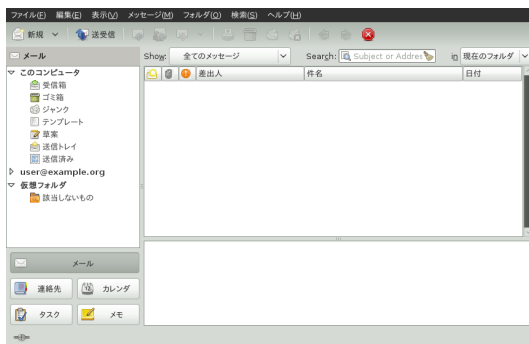 ファイル(F) 編集(E) 表示(V) メッセージ(M) フォルダ(O) 検索(S) ヘルプ(H)
新規 送受信
メール Show: 全てのメッセージ Search: Subject or Addres in 現在のフォルダ
このコンピュータ 差出人 件名 日付
受信箱
ゴミ箱
ジャンク
テンプレート
草案
送信トレイ
送信済み
user@example.org
仮想フォルダ
該当しないもの
メール
連絡先 カレンダ
タスク メモ